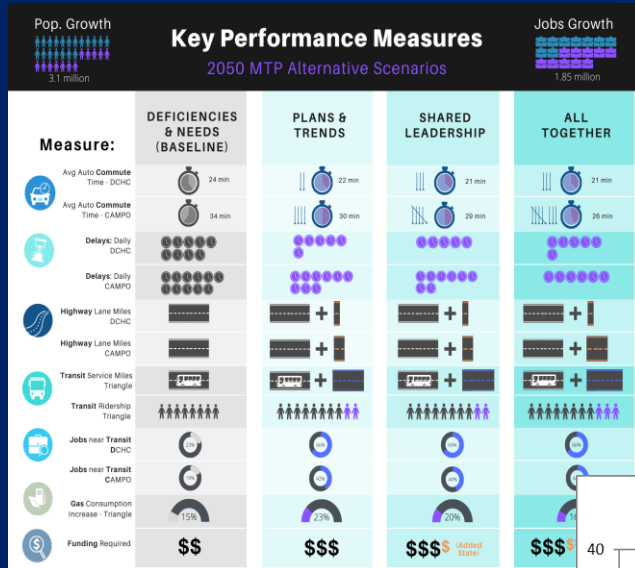 Pop. Growth
3.1 million
Key Performance Measures
2050 MTP Alternative Scenarios
Jobs Growth
1.85 million
Measure:
DEFICIENCIES
& NEEDS
(BASELINE)
PLANS &
TRENDS
SHARED
LEADERSHIP
ALL
TOGETHER
Avg Auto Commute
Time - DCHC
24 min
22 min
21 min
21 min
Avg Auto Commute
Time - CAMPO
34 min
30 min
29 min
26 min
Delays: Daily
DCHC
Delays: Daily
CAMPO
Highway Lane Miles
DCHC
+
+
+
Highway Lane Miles
CAMPO
+
+
+
Transit Service Miles
Triangle
+
+
+
Transit Ridership
Triangle
Jobs near Transit
DCHC
23%
66%
66%
66%
Jobs near Transit
CAMPO
19%
42%
Gas Consumption
Increase - Triangle
15%
23%
20%
Funding Required
$$
$$$
$$$$ (Added
State)
$$$$
40